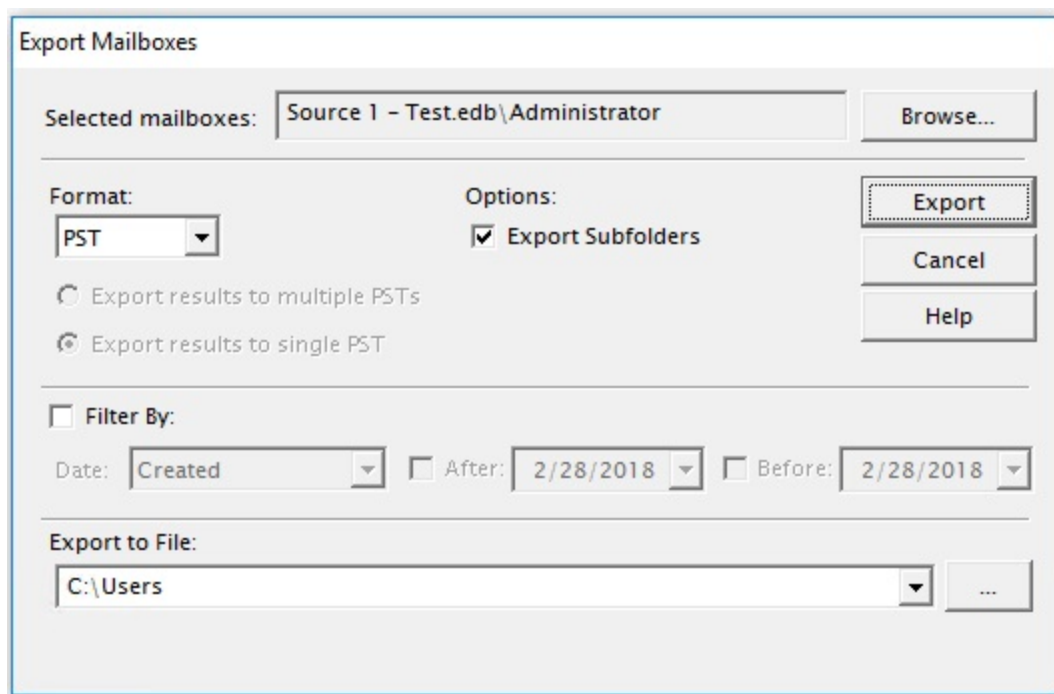 Export Mailboxes
Selected mailboxes: Source 1 – Test.edb\Administrator Browse...
Format: Options:
PST Export Subfolders Export
Cancel
Export results to multiple PSTs
Help
Export results to single PST
Filter By:
Date: Created After: 2/28/2018 Before: 2/28/2018
Export to File:
C:\Users ...